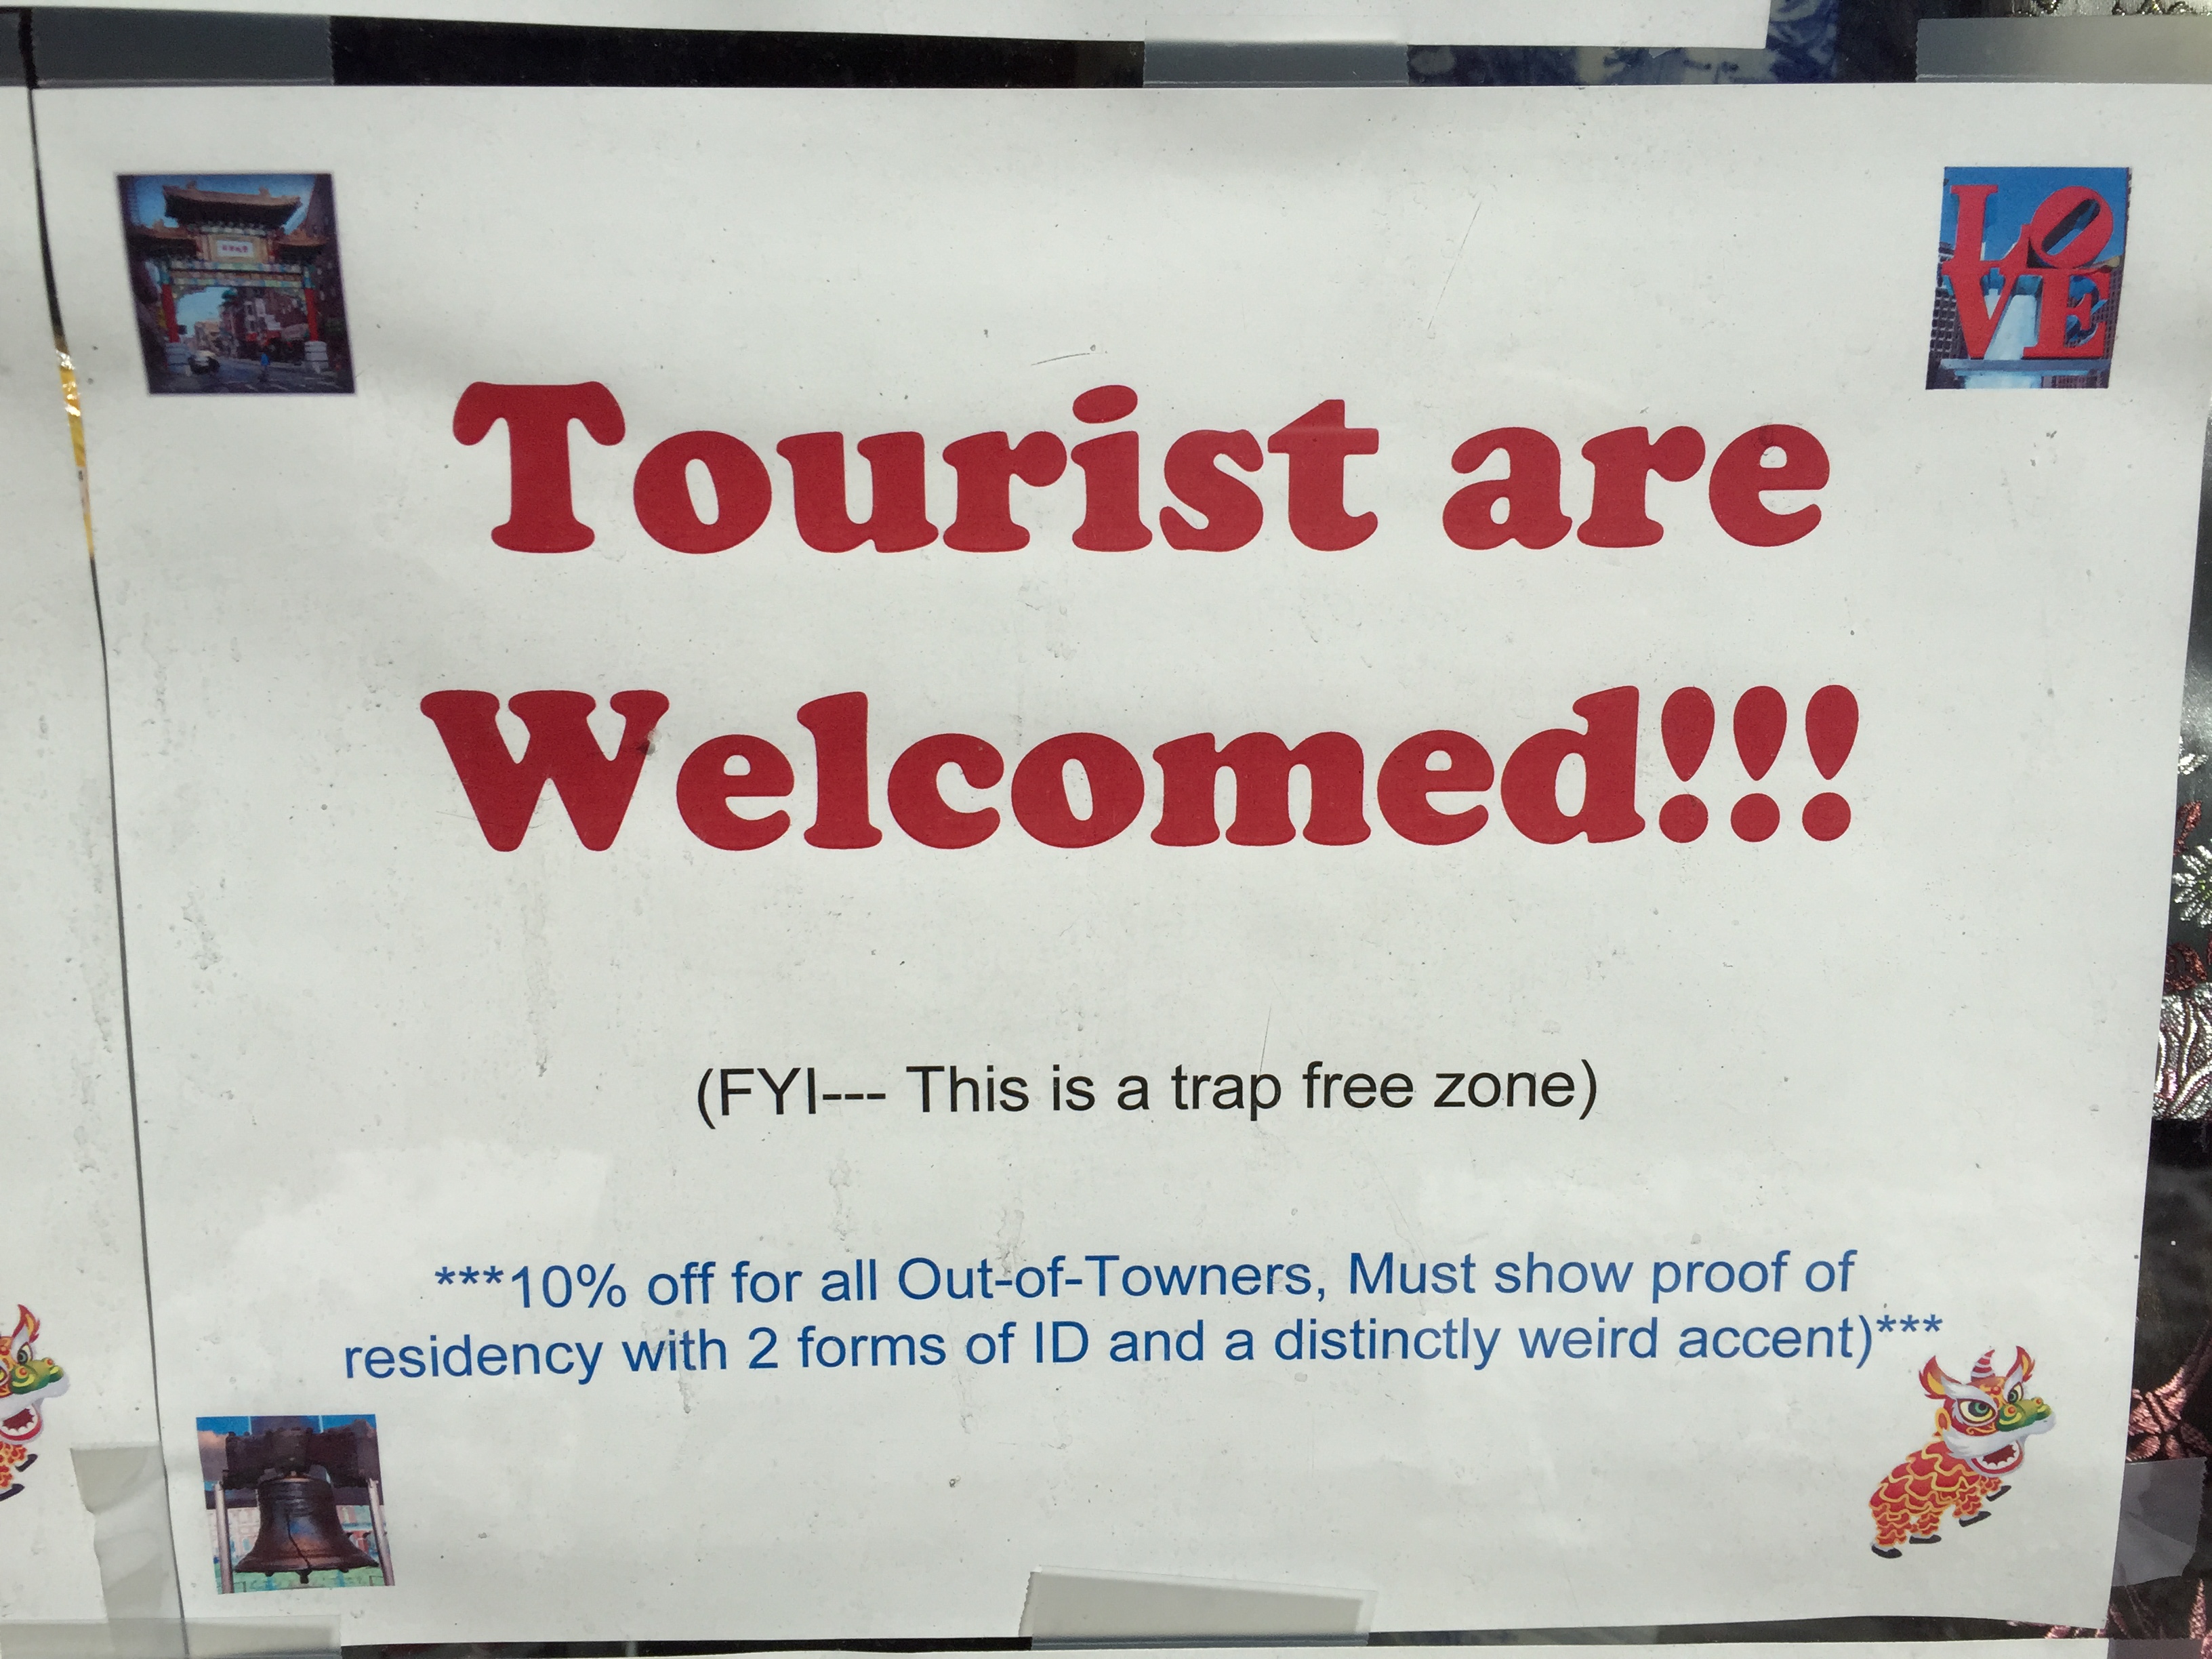 LOVE
Tourist are
Welcomed!!!
(FYI--- This is a trap free zone)
***10% off for all Out-of-Towners, Must show proof of
residency with 2 forms of ID and a distinctly weird accent)***